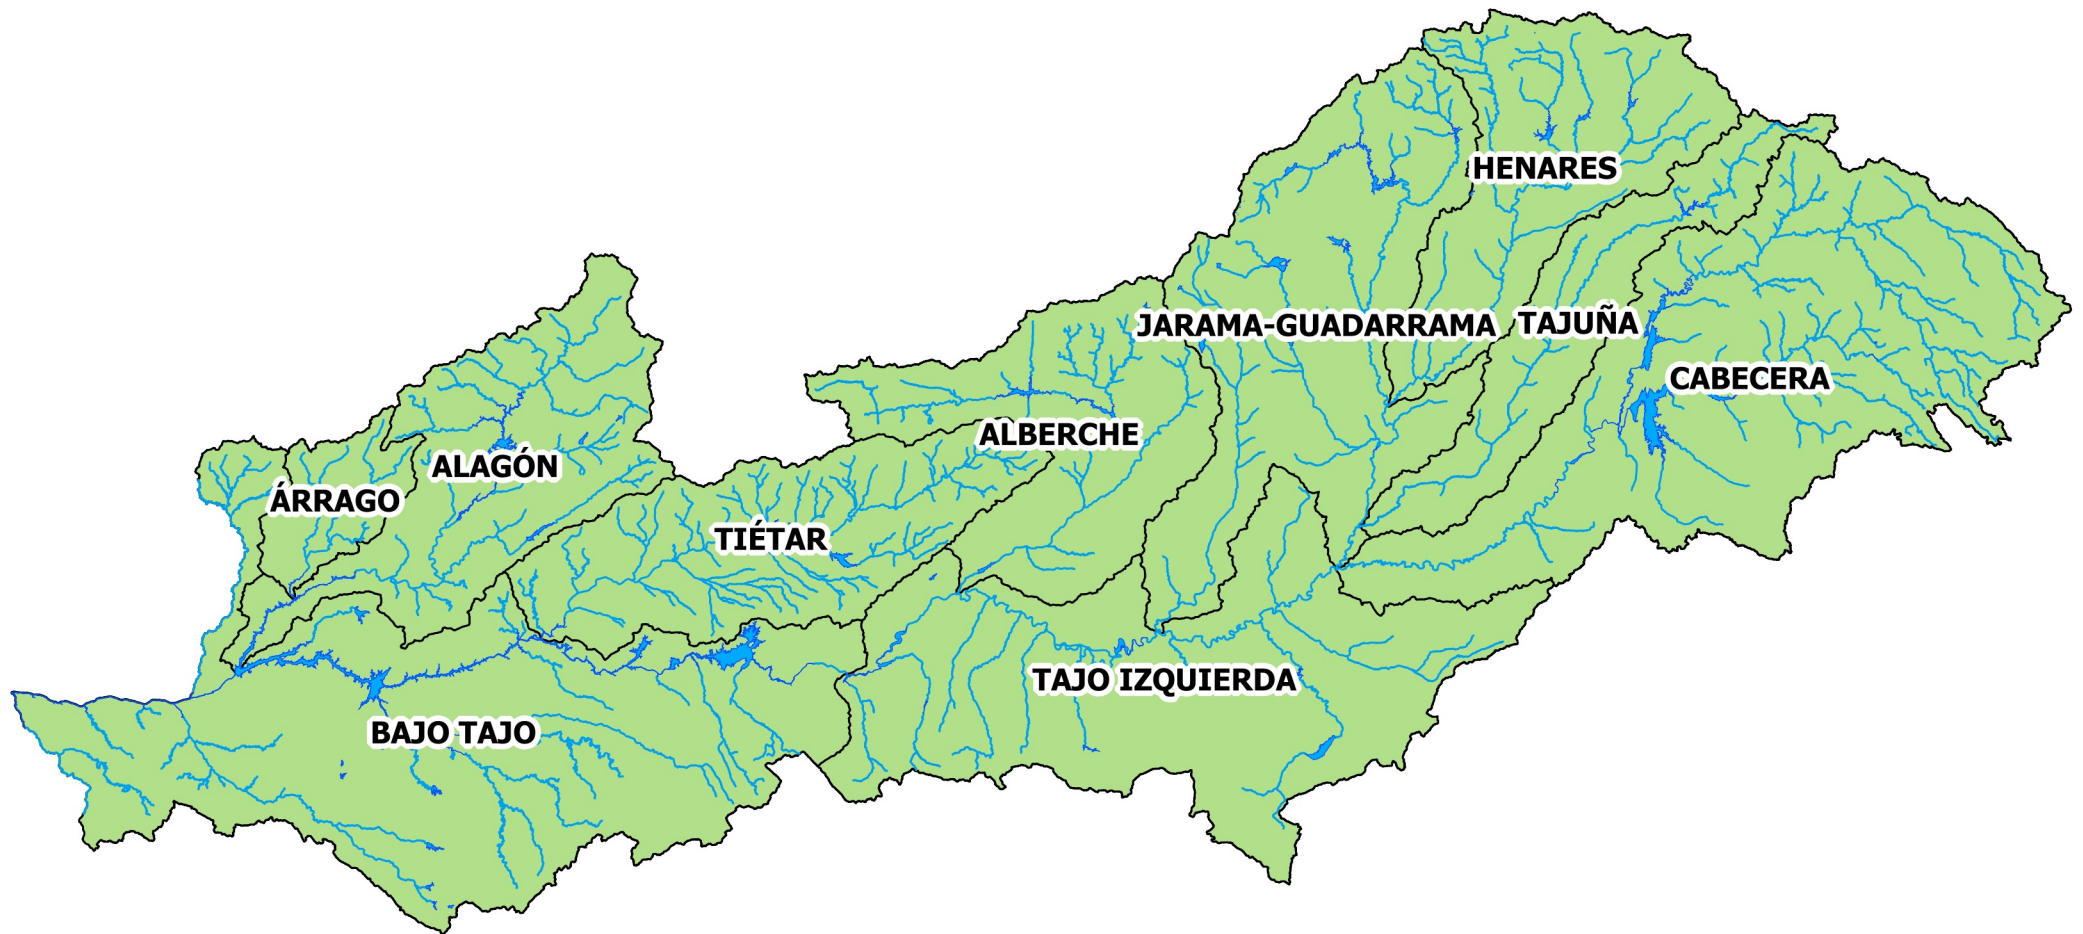 HENARES
JARAMA-GUADARRAMA
TAJUÑA
CABECERA
ALBERCHE
ALAGÓN
ÁRRAGO
TIÉTAR
TAJO IZQUIERDA
BAJO TAJO